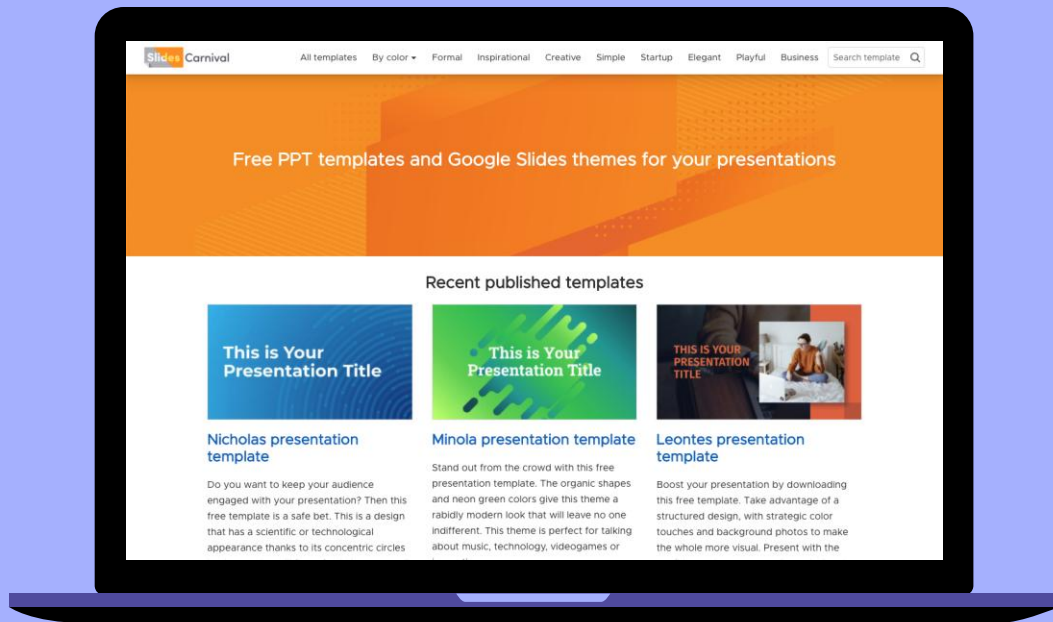 Slides Carnival
All templates By color Formal Inspirational Creative Simple Startup Elegant Playful Business Search template
Free PPT templates and Google Slides themes for your presentations
Recent published templates
This is Your
Presentation Title
Nicholas presentation
template
Do you want to keep your audience
engaged with your presentation? Then this
free template is a safe bet. This is a design
that has a scientific or technological
appearance thanks to its concentric circles
This is Your
Presentation Title
Minola presentation template
Stand out from the crowd with this free
presentation template. The organic shapes
and neon green colors give this theme a
rabidly modern look that will leave no one
indifferent. This theme is perfect for talking
about music, technology, videogames or
THIS IS YOUR
PRESENTATION
TITLE
Leontes presentation
template
Boost your presentation by downloading
this free template. Take advantage of a
structured design, with strategic color
touches and background photos to make
the whole more visual. Present with the